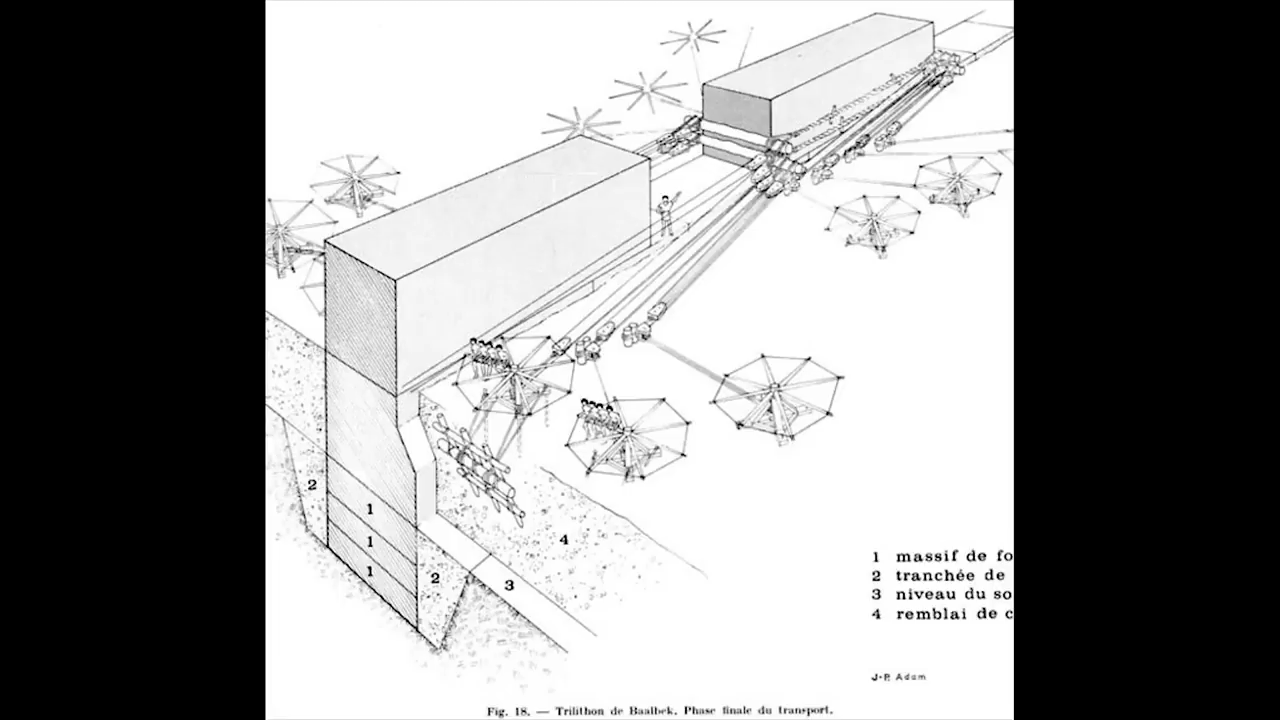 2
1
1
1
2
3
4
1 massif de fo
2 tranchée de
3 niveau du so
4 remblai de c
J-P. Adam
Fig. 18. — Trilithon de Baalbek. Phase finale du transport.